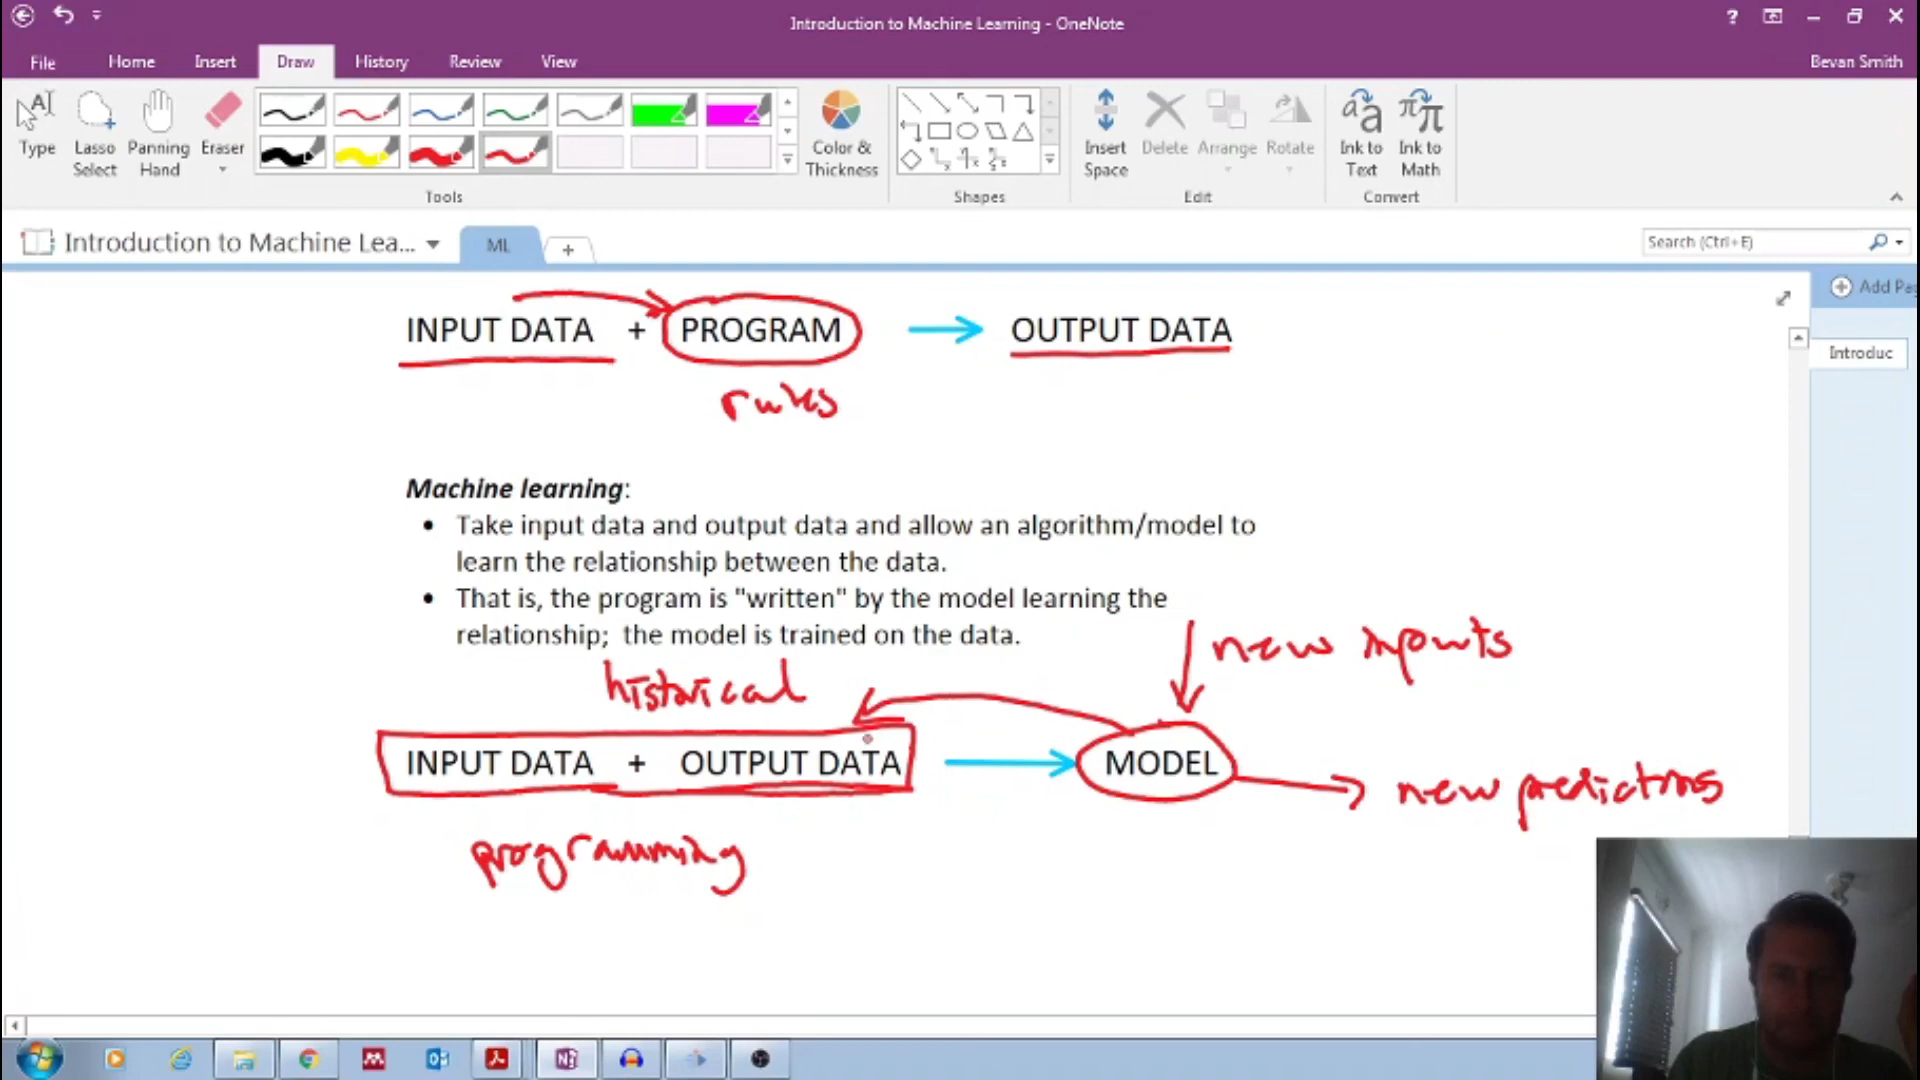 Introduction to Machine Learning - OneNote
?
File
Home
Insert
Draw
History
Review
View
Bevan Smith
Type
Lasso
Select
Panning
Hand
Eraser
Color &
Thickness
Insert
Space
Delete
Arrange
Rotate
Ink to
Text
Ink to
Math
Tools
Shapes
Edit
Convert
Introduction to Machine Lea...
ML
+
Search (Ctrl+E)
Add Pag
Introduc
INPUT DATA + PROGRAM OUTPUT DATA
rules
Machine learning:
• Take input data and output data and allow an algorithm/model to
learn the relationship between the data.
• That is, the program is "written" by the model learning the
relationship; the model is trained on the data.
new inputs
historical
INPUT DATA + OUTPUT DATA MODEL
new predictions
programming